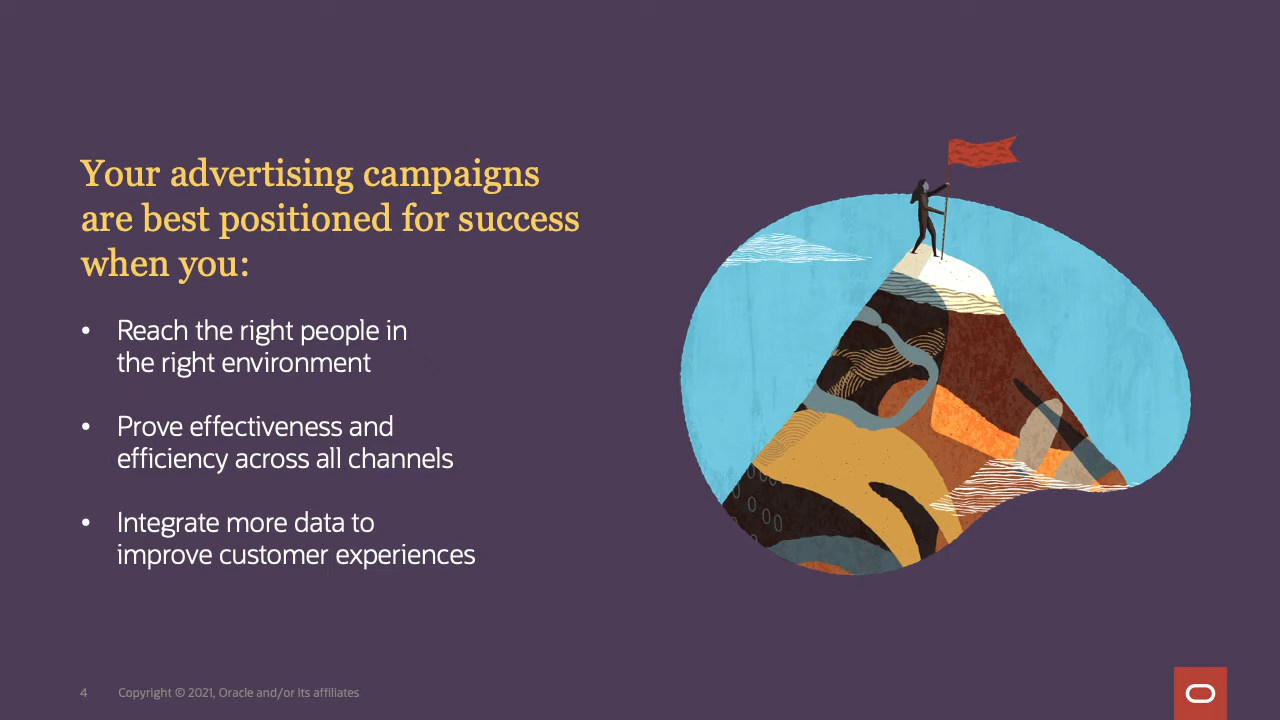 Your advertising campaigns
are best positioned for success
when you:
• Reach the right people in
the right environment
• Prove effectiveness and
efficiency across all channels
• Integrate more data to
improve customer experiences
4 Copyright © 2021, Oracle and/or its affiliates